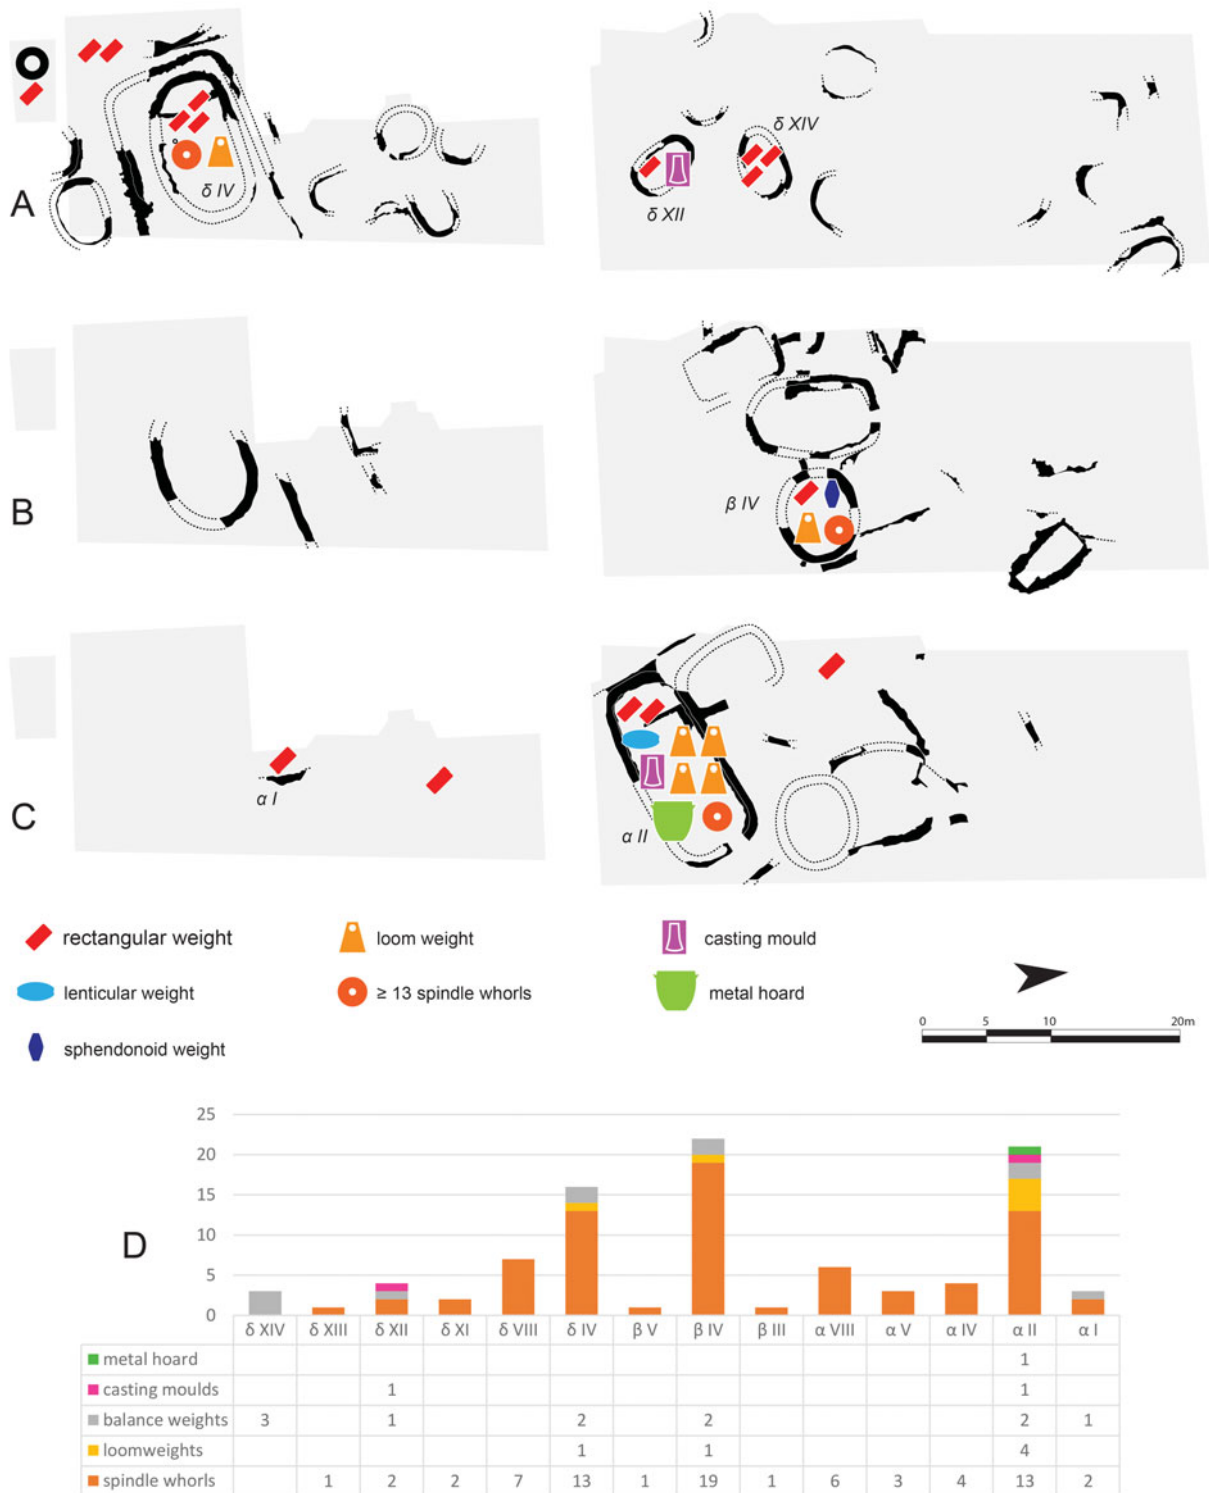 A
δ IV
δ XII
δ XIV
B
β IV
C
α I
α II
rectangular weight
loom weight
casting mould
lenticular weight
≥ 13 spindle whorls
metal hoard
sphendonoid weight
0 5 10 20m
D
25
20
15
10
5
0
δ XIV δ XIII δ XII δ XI δ VIII δ IV β V β IV β III α VIII α V α IV α II α I
metal hoard 1
casting moulds 1 1
balance weights 3 1 2 2 2 1
loomweights 1 1 4
spindle whorls 1 2 2 7 13 1 19 1 6 3 4 13 2